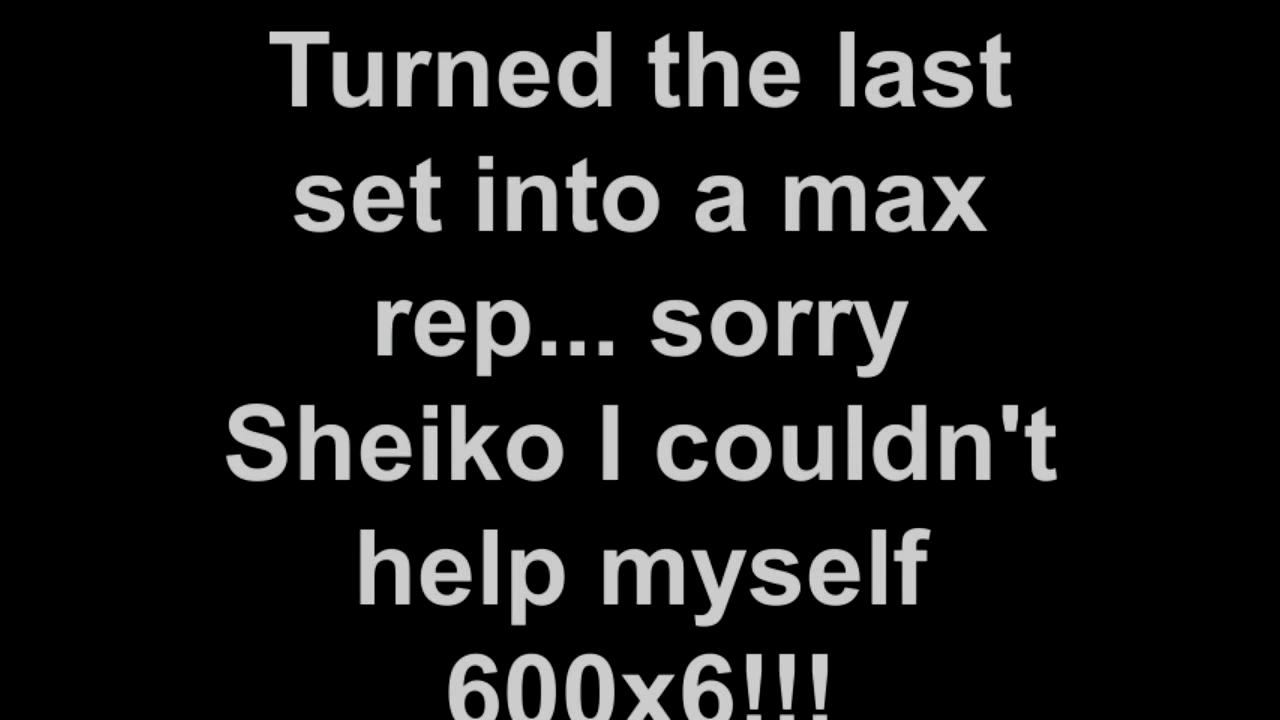 Turned the last
set into a max
rep... sorry
Sheiko I couldn't
help myself
600x6!!!